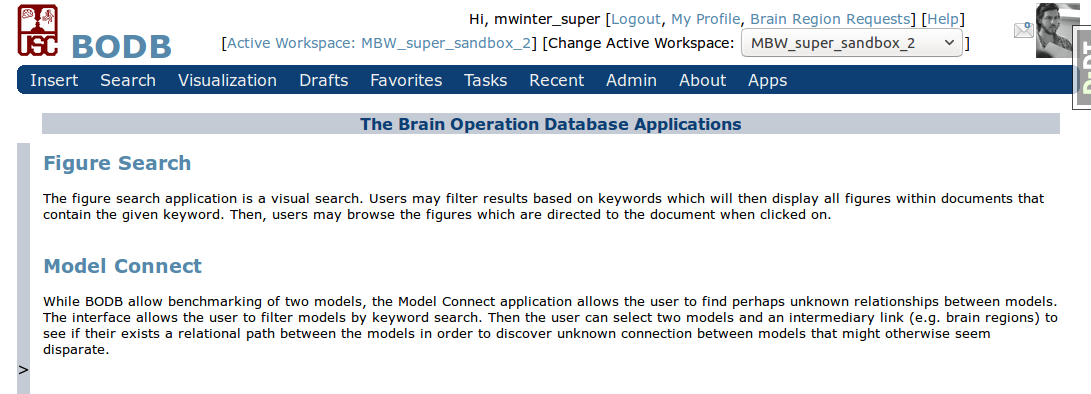 Hi, mwinter_super [Logout, My Profile, Brain Region Requests] [Help]
USC BODB
[Active Workspace: MBW_super_sandbox_2] [Change Active Workspace: MBW_super_sandbox_2 ]
Insert Search Visualization Drafts Favorites Tasks Recent Admin About Apps
The Brain Operation Database Applications
Figure Search
The figure search application is a visual search. Users may filter results based on keywords which will then display all figures within documents that
contain the given keyword. Then, users may browse the figures which are directed to the document when clicked on.
Model Connect
While BODB allow benchmarking of two models, the Model Connect application allows the user to find perhaps unknown relationships between models.
The interface allows the user to filter models by keyword search. Then the user can select two models and an intermediary link (e.g. brain regions) to
see if their exists a relational path between the models in order to discover unknown connection between models that might otherwise seem
disparate.
>